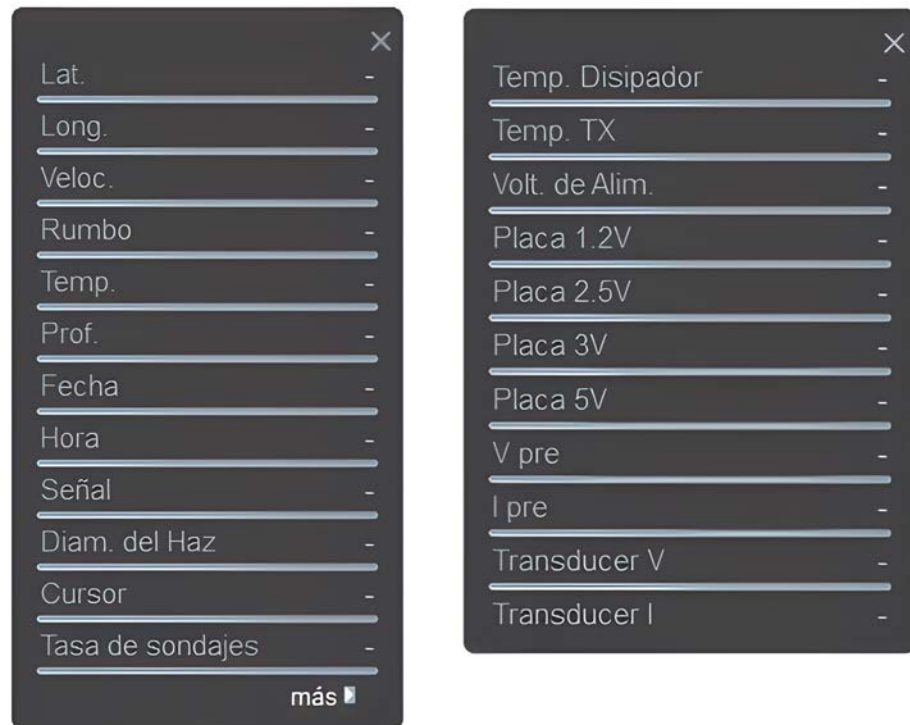 ×
Lat. -
Long. -
Veloc. -
Rumbo -
Temp. -
Prof. -
Fecha -
Hora -
Señal -
Diam. del Haz -
Cursor -
Tasa de sondajes -
más
×
Temp. Disipador -
Temp. TX -
Volt. de Alim. -
Placa 1.2V -
Placa 2.5V -
Placa 3V -
Placa 5V -
V pre -
I pre -
Transducer V -
Transducer I -